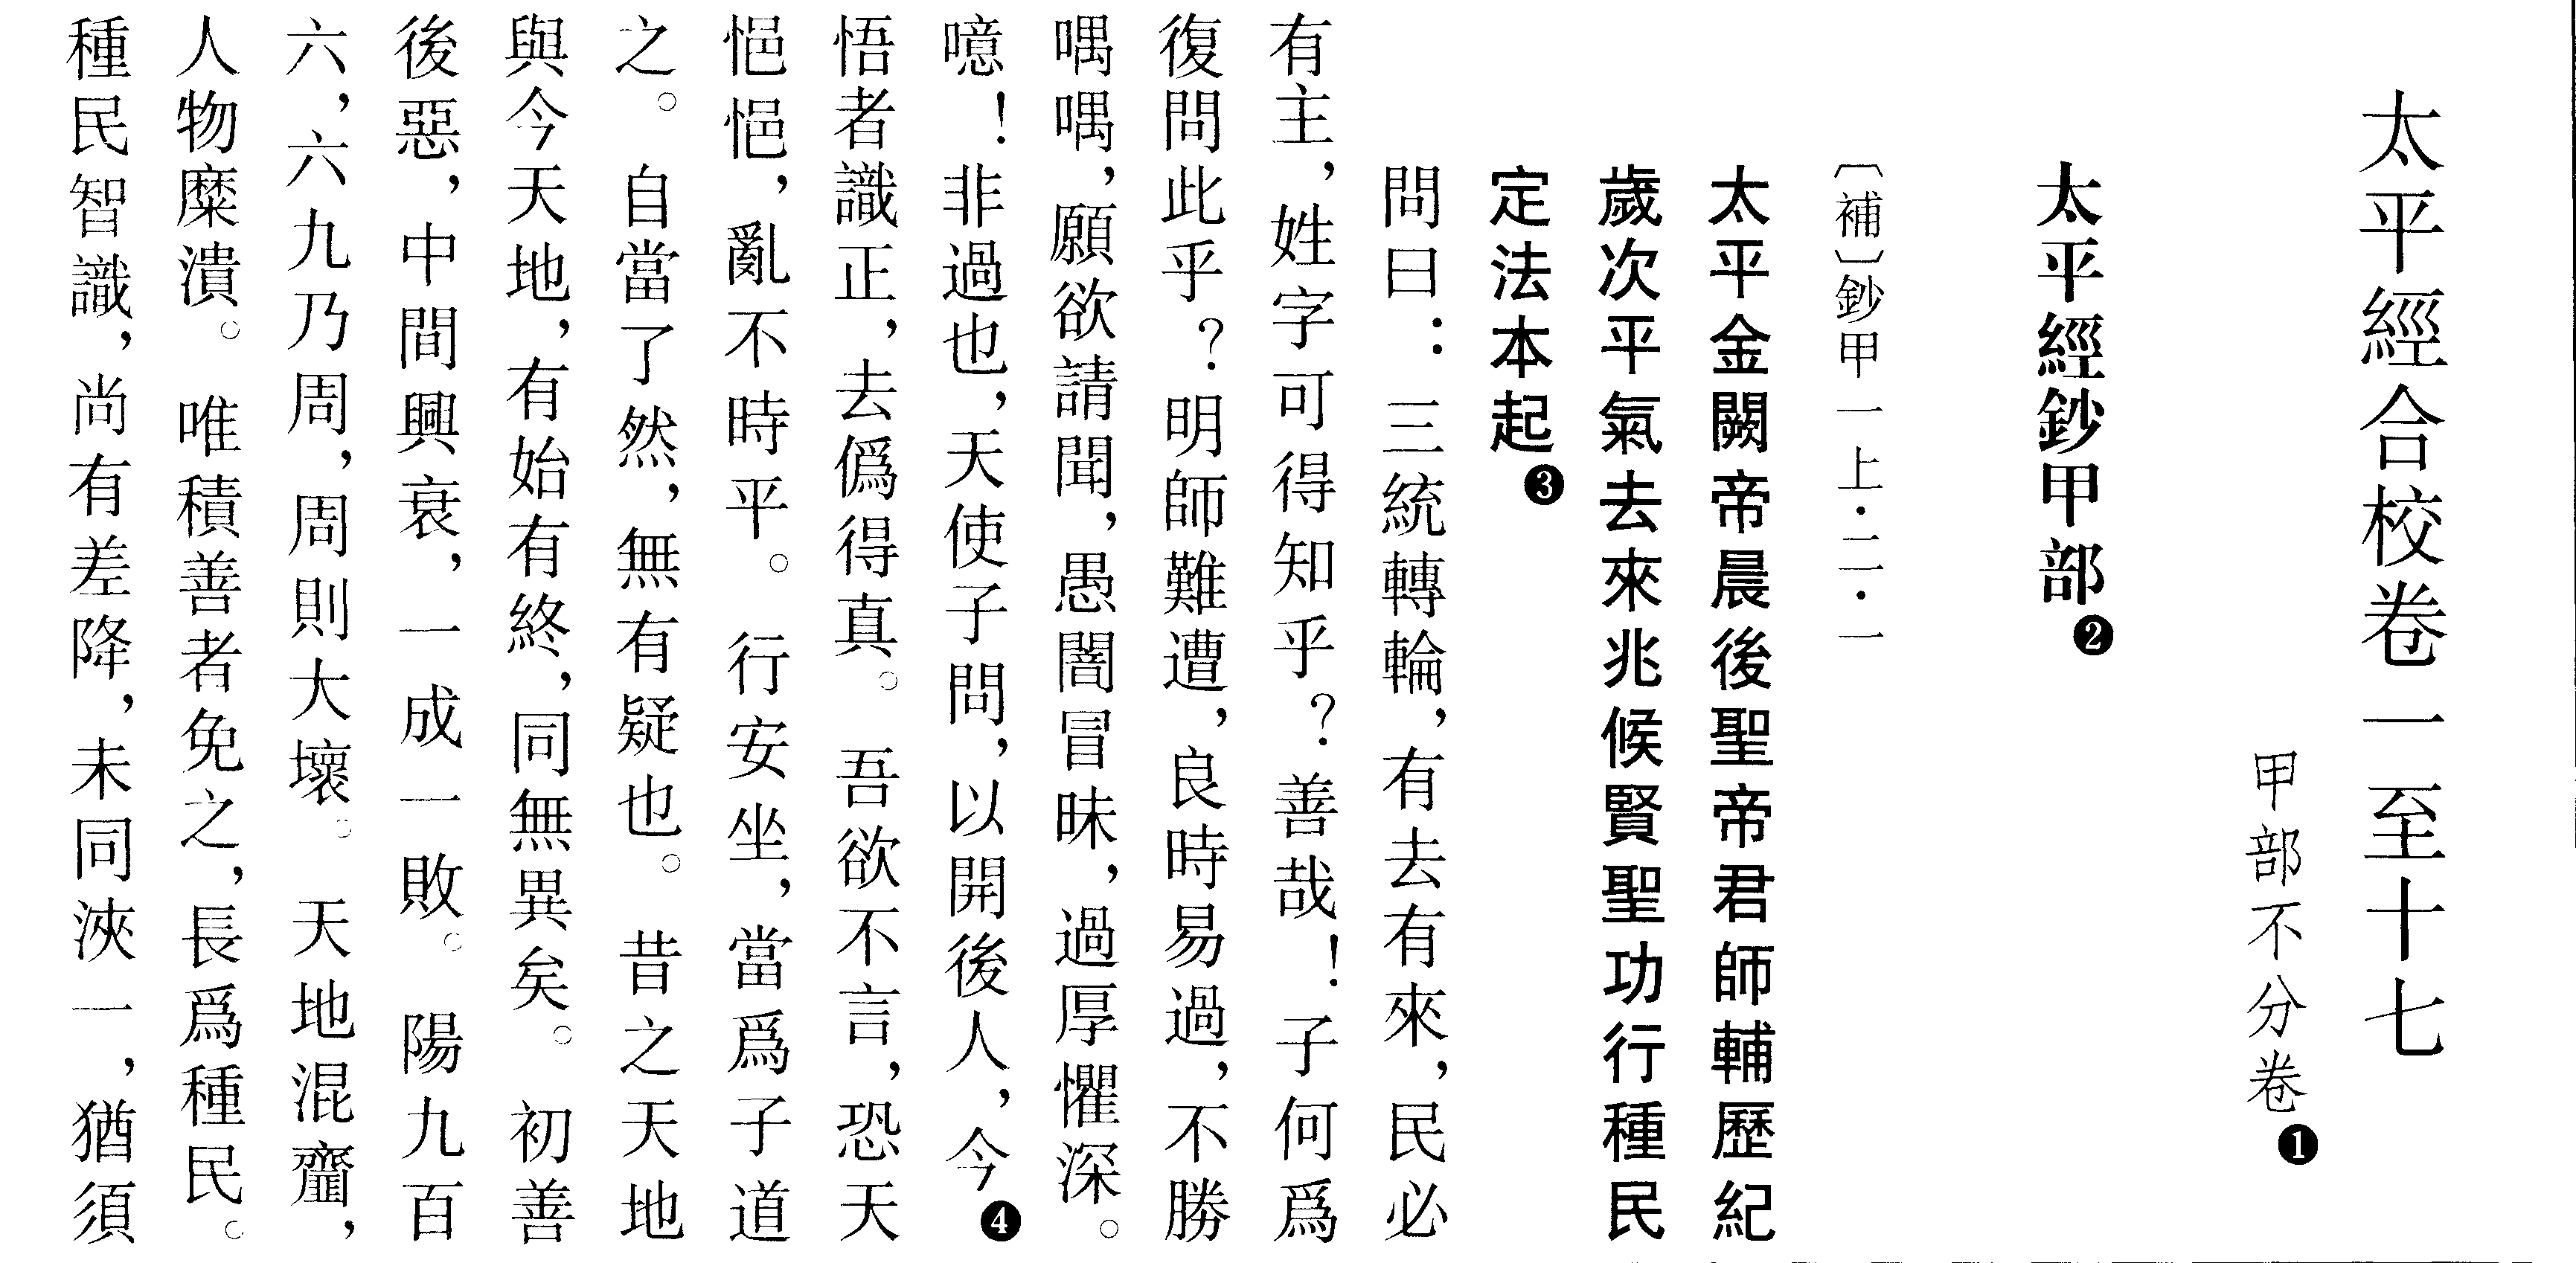 太平經合校卷一至十七
甲部不分卷❶
太平經鈔甲部❷
〔補〕鈔甲一上·二·一
太平金闕帝晨後聖帝君師輔歷紀
歲次平氣去來兆候賢聖功行種民
定法本起❸
問曰：三統轉輪，有去有來，民必
有主，姓字可得知乎？善哉！子何爲
復問此乎？明師難遭，良時易過，不勝
喁喁，願欲請聞，愚闇冒昧，過厚懼深。
噫！非過也，天使子問，以開後人，今❹
悟者識正，去僞得真。吾欲不言，恐天
悒悒，亂不時平。行安坐，當爲子道
之。自當了然，無有疑也。昔之天地
與今天地，有始有終，同無異矣。初善
後惡，中間興衰，一成一敗。陽九百
六，六九乃周，周則大壞。天地混韲，
人物糜潰。唯積善者免之，長爲種民。
種民智識，尚有差降，未同浹一，猶須